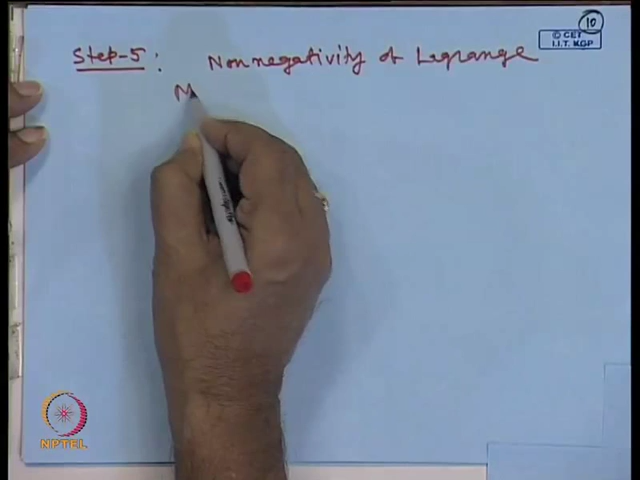 10
© CET
I.I.T. KGP
Step-5: Nonnegativity of Lagrange
M
NPTEL